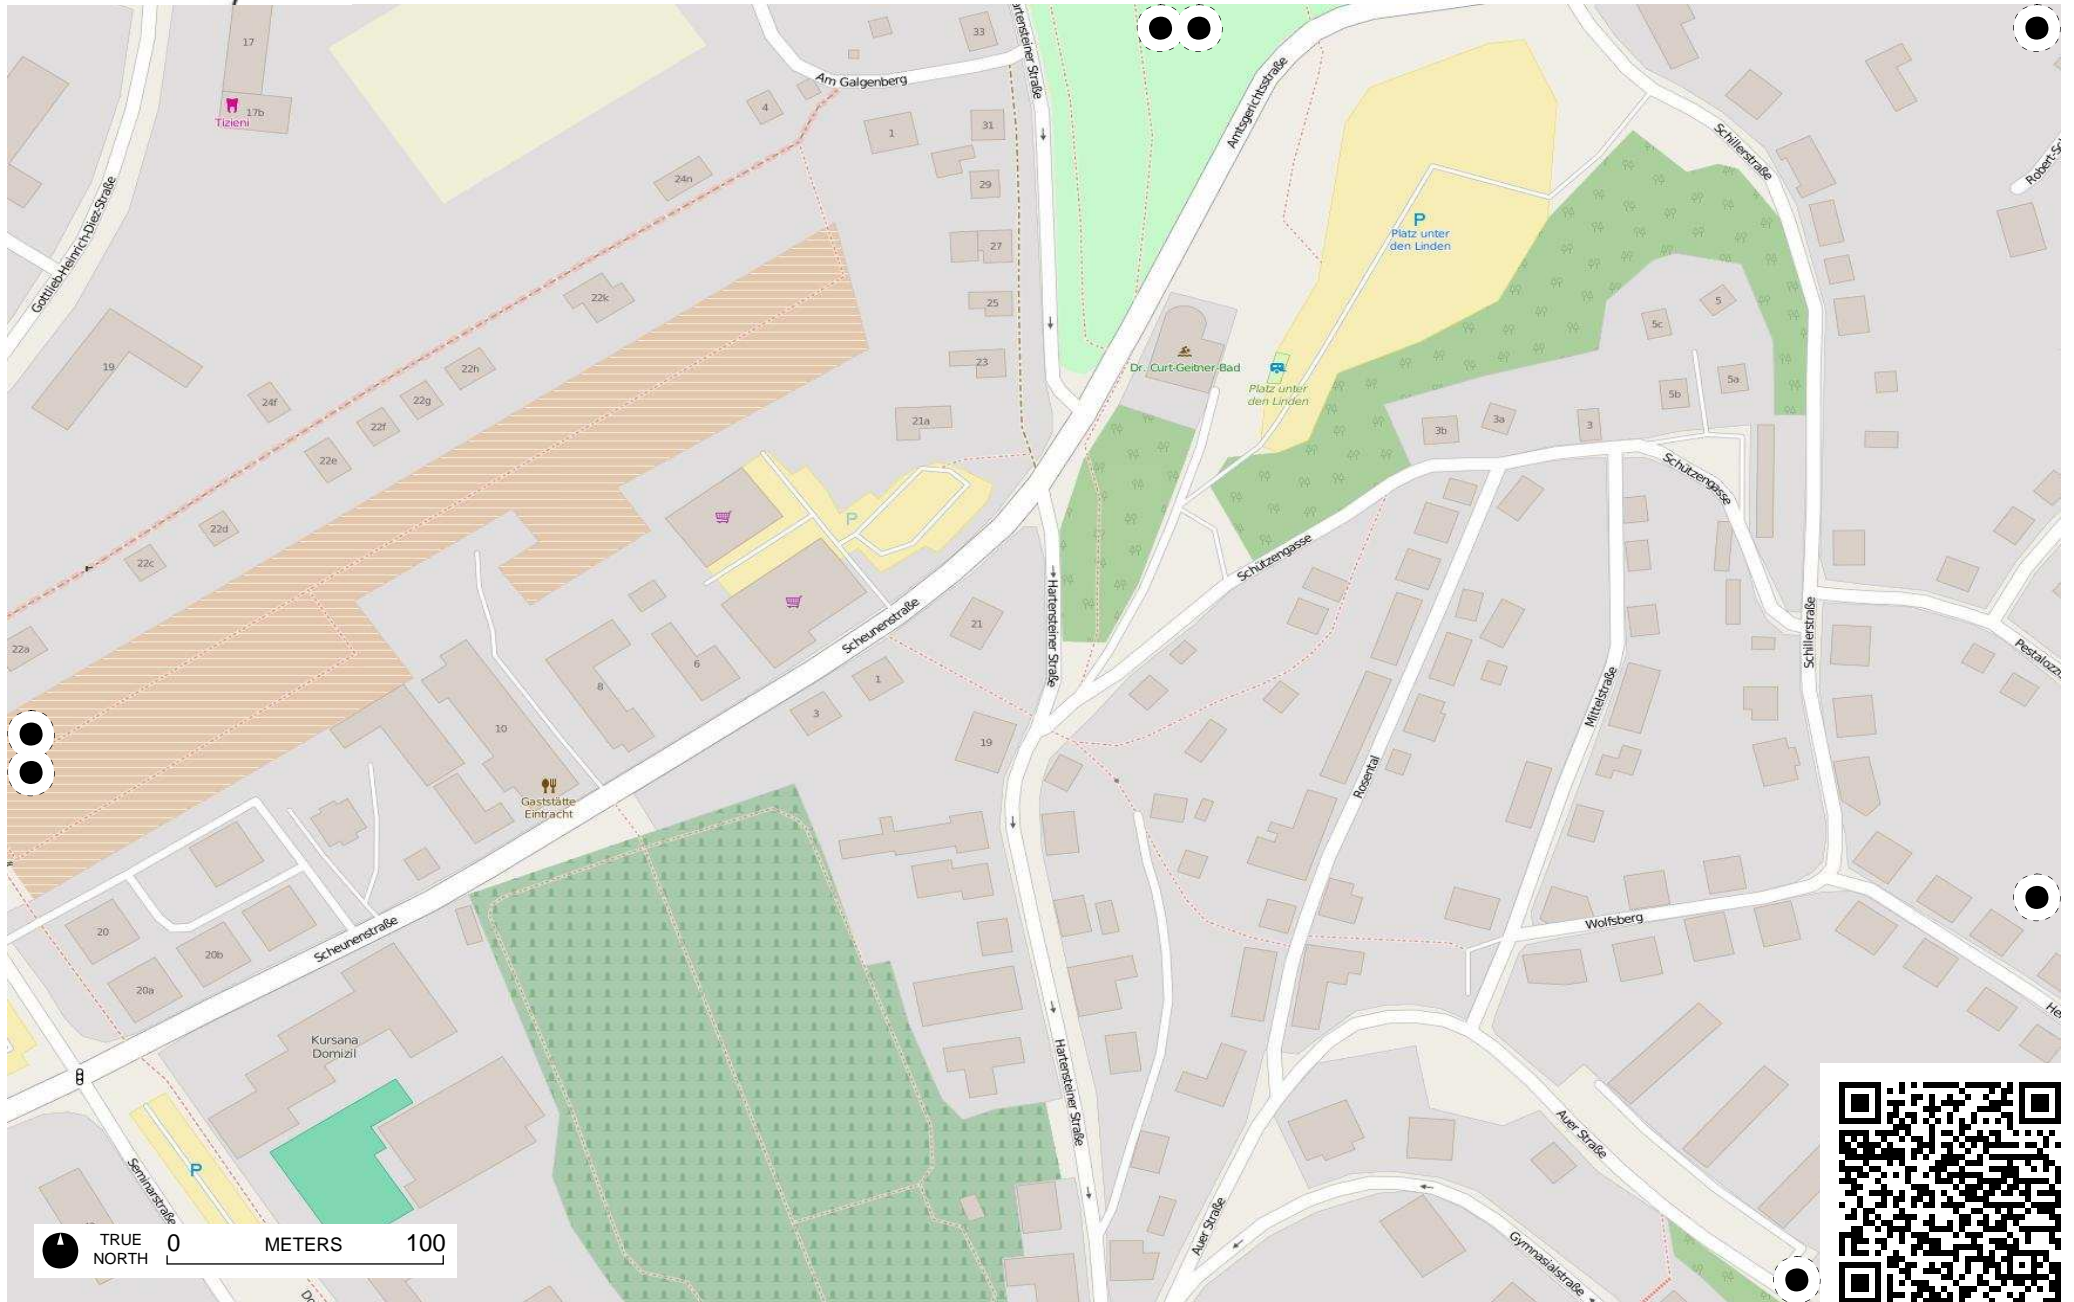 17
33
Hartensteiner Straße
Am Galgenberg
Tizieni
17b
4
1
31
Amtsgerichtsstraße
Schillerstraße
24n
29
Gottlieb-Heinrich-Diez-Straße
P
Platz unter
den Linden
27
22k
25
5
5c
19
22h
23
Dr. Curt-Geitner-Bad
Platz unter
den Linden
5a
5b
24f
22g
22f
21a
3b
3a
3
22e
Schützengasse
22d
P
22c
Schützengasse
Scheunenstraße
21
Hartensteiner Straße
Schillerstraße
22a
6
8
1
3
Mittelstraße
10
19
Rosental
Gaststätte
Eintracht
20
20b
20a
Scheunenstraße
Wolfsberg
Kursana
Domizil
Hartensteiner Straße
Auer Straße
P
Seminarstraße
Auer Straße
Gymnasialstraße
TRUE
NORTH
0 METERS 100